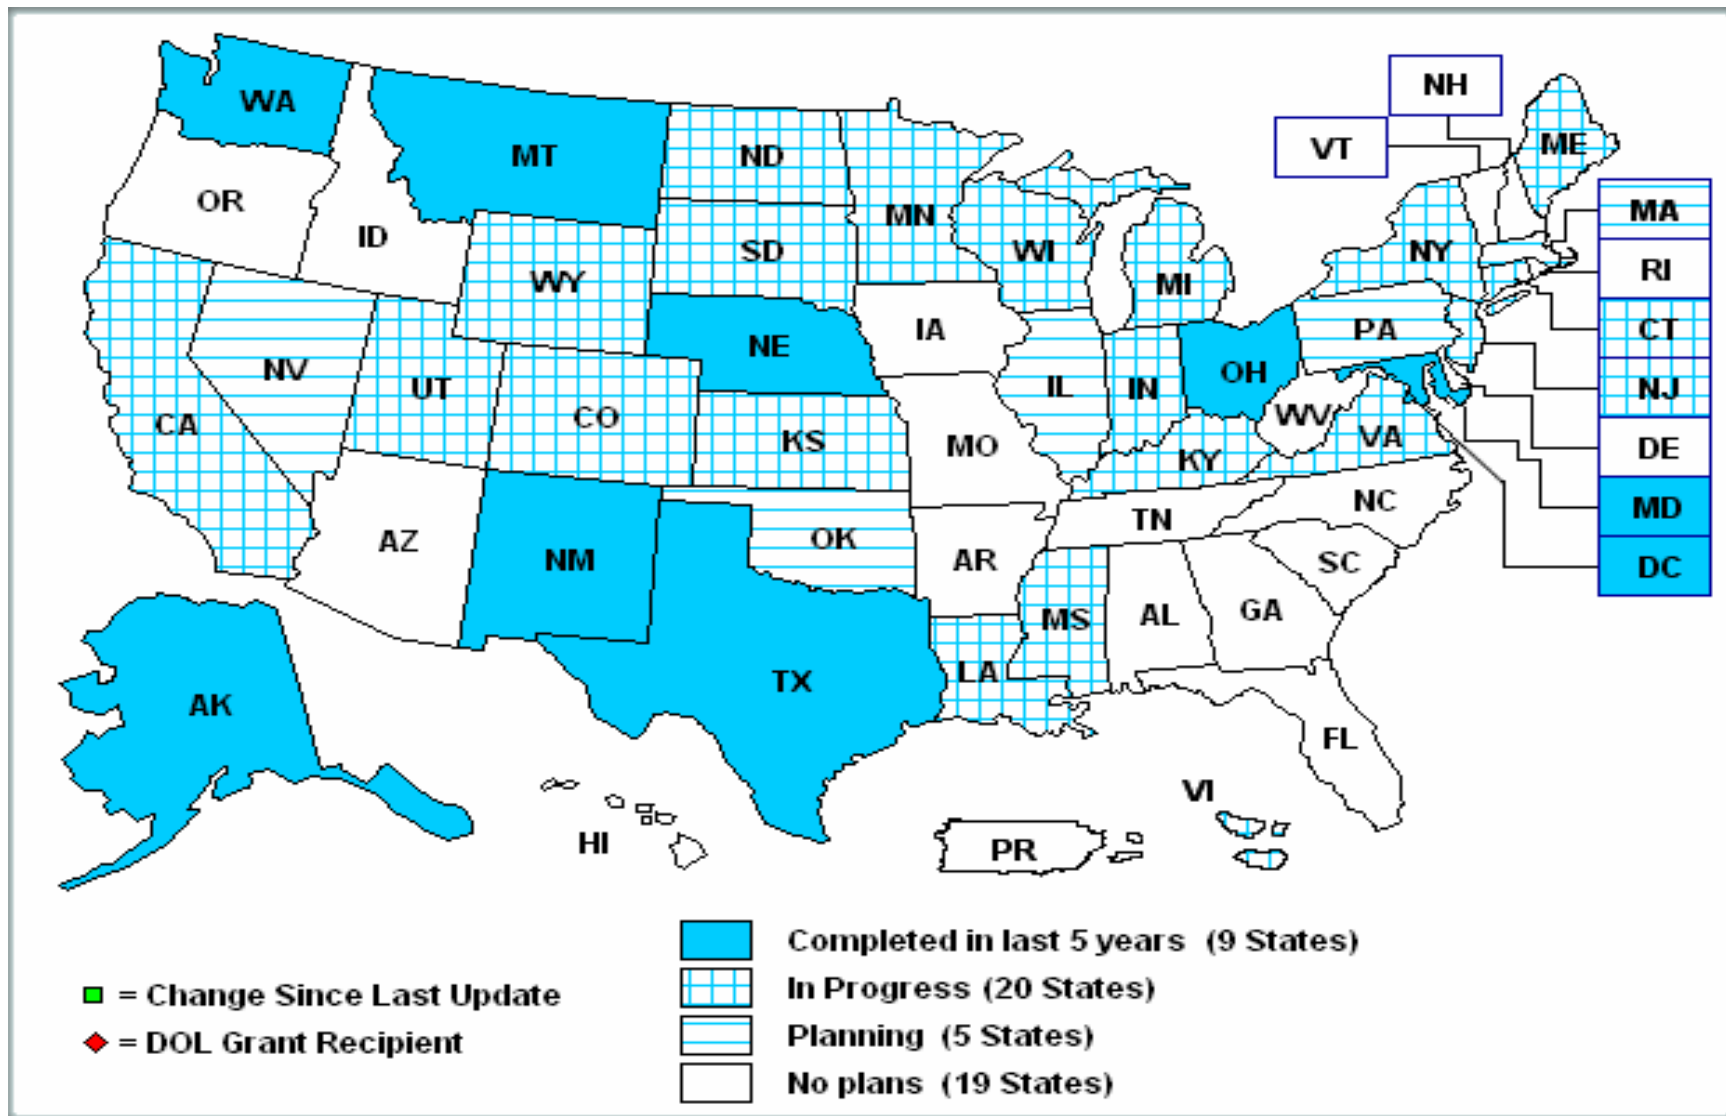 NH
WA
VT
ME
MT
ND
OR
MN
MA
ID
SD
WI
NY
RI
WY
MI
NE
IA
PA
CT
NV
UT
IL
IN
OH
NJ
CA
CO
KS
MO
KY
WV
VA
DE
AZ
NM
OK
AR
TN
NC
MD
SC
DC
MS
AL
GA
LA
AK
TX
FL
HI
PR
VI
Completed in last 5 years (9 States)
In Progress (20 States)
Planning (5 States)
No plans (19 States)
= Change Since Last Update
= DOL Grant Recipient